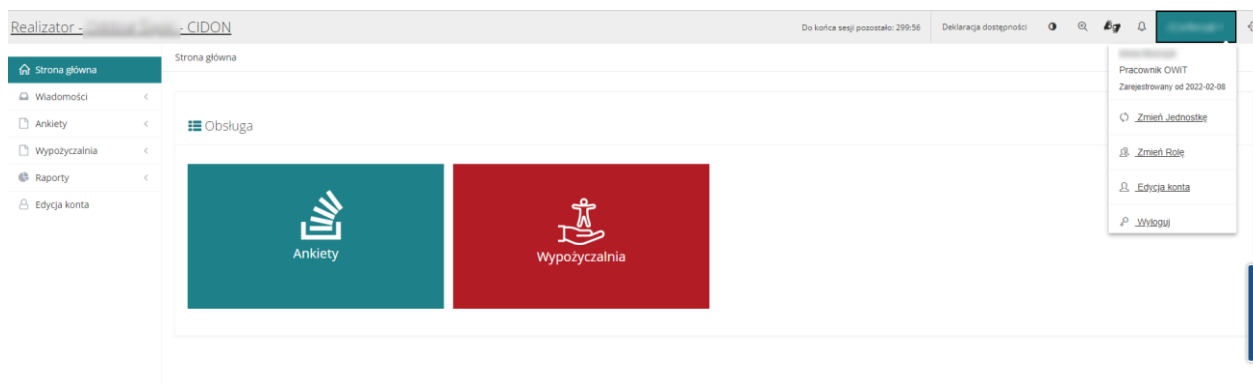 Realizator - - CIDON
Do końca sesji pozostało: 299:56
Deklaracja dostępności
Strona główna
Wiadomości
Ankiety
Wypożyczalnia
Raporty
Edycja konta
Strona główna
Obsługa
Ankiety
Wypożyczalnia
Pracownik OWiT
Zarejestrowany od 2022-02-08
Zmień Jednostkę
Zmień Rolę
Edycja konta
Wyloguj